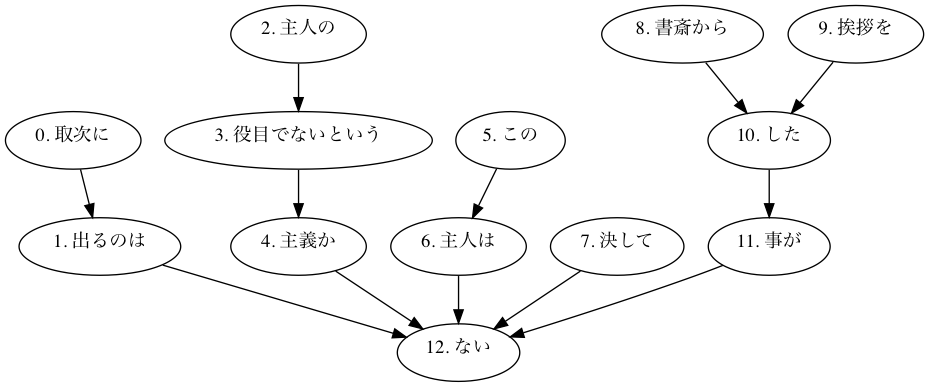 2. 主人の
8. 書斎から
9. 挨拶を
0. 取次に
3. 役目でないという
5. この
10. した
1. 出るのは
4. 主義か
6. 主人は
7. 決して
11. 事が
12. ない